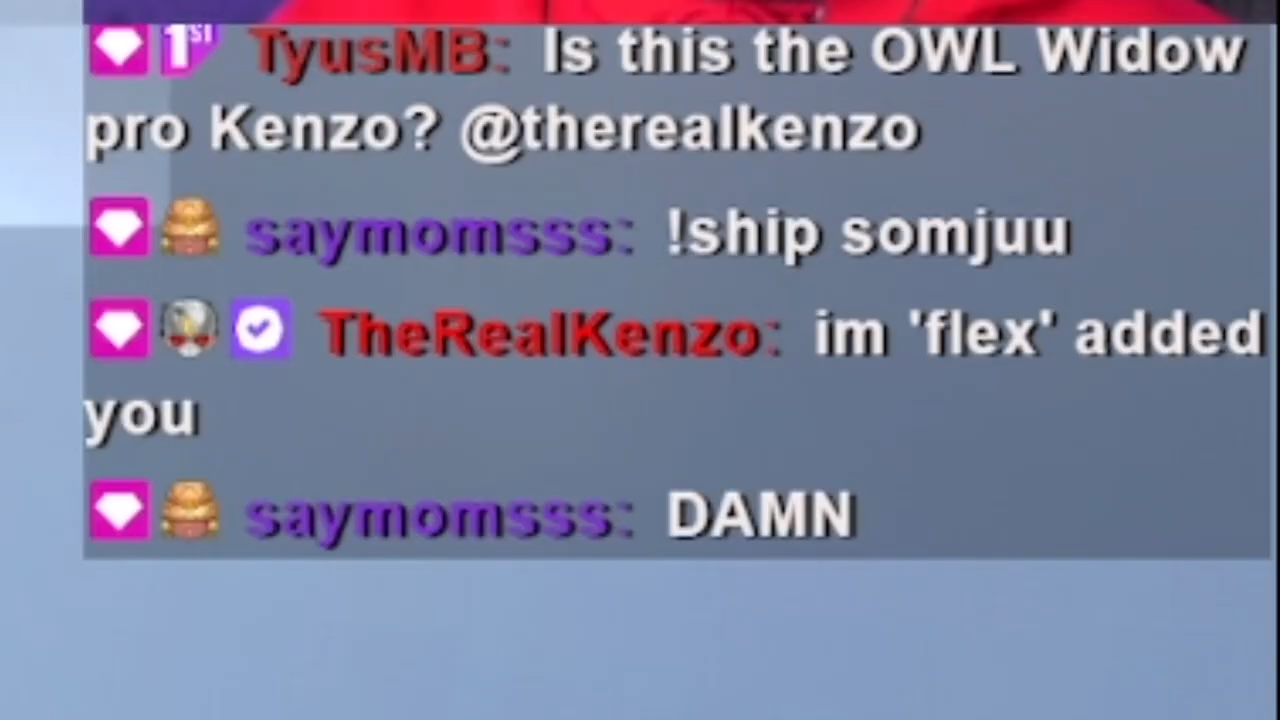 1ST TyusMB: Is this the OWL Widow
pro Kenzo? @therealkenzo
saymomsss: !ship somjuu
TheRealKenzo: im 'flex' added
you
saymomsss: DAMN